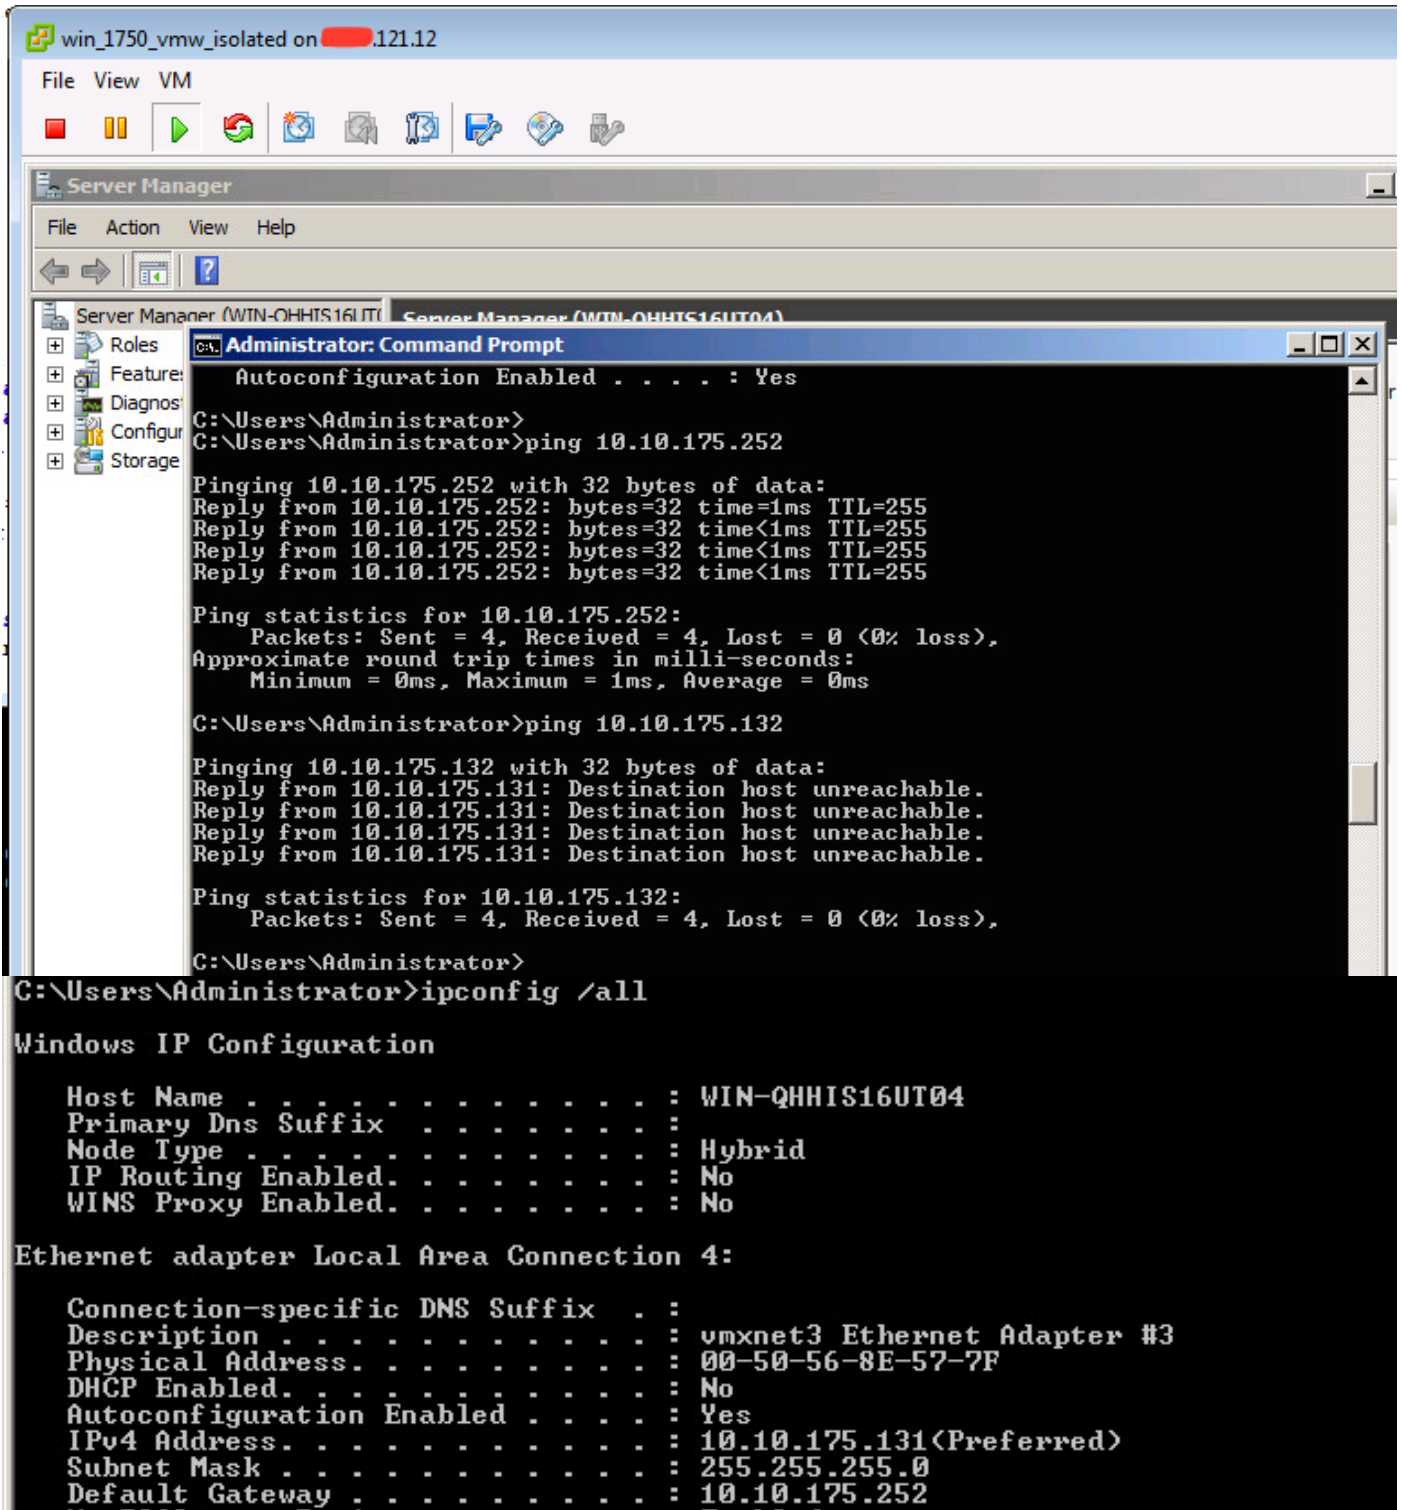 win_1750_vmw_isolated on .121.12
File View VM
Server Manager
File Action View Help
Server Manager (WIN-QHHIS16UT0
Server Manager (WIN-QHHIS16UT04)
Roles
Features
Diagnos
Configur
Storage
Administrator: Command Prompt
Autoconfiguration Enabled . . . . : Yes
C:\Users\Administrator>
C:\Users\Administrator>ping 10.10.175.252
Pinging 10.10.175.252 with 32 bytes of data:
Reply from 10.10.175.252: bytes=32 time=1ms TTL=255
Reply from 10.10.175.252: bytes=32 time<1ms TTL=255
Reply from 10.10.175.252: bytes=32 time<1ms TTL=255
Reply from 10.10.175.252: bytes=32 time<1ms TTL=255
Ping statistics for 10.10.175.252:
Packets: Sent = 4, Received = 4, Lost = 0 (0% loss),
Approximate round trip times in milli-seconds:
Minimum = 0ms, Maximum = 1ms, Average = 0ms
C:\Users\Administrator>ping 10.10.175.132
Pinging 10.10.175.132 with 32 bytes of data:
Reply from 10.10.175.131: Destination host unreachable.
Reply from 10.10.175.131: Destination host unreachable.
Reply from 10.10.175.131: Destination host unreachable.
Reply from 10.10.175.131: Destination host unreachable.
Ping statistics for 10.10.175.132:
Packets: Sent = 4, Received = 4, Lost = 0 (0% loss),
C:\Users\Administrator>
C:\Users\Administrator>ipconfig /all
Windows IP Configuration
Host Name . . . . . . . . . . . . : WIN-QHHIS16UT04
Primary Dns Suffix . . . . . . . :
Node Type . . . . . . . . . . . . : Hybrid
IP Routing Enabled. . . . . . . . : No
WINS Proxy Enabled. . . . . . . . : No
Ethernet adapter Local Area Connection 4:
Connection-specific DNS Suffix . :
Description . . . . . . . . . . . : vmxnet3 Ethernet Adapter #3
Physical Address. . . . . . . . . : 00-50-56-8E-57-7F
DHCP Enabled. . . . . . . . . . . : No
Autoconfiguration Enabled . . . . : Yes
IPv4 Address. . . . . . . . . . . : 10.10.175.131(Preferred)
Subnet Mask . . . . . . . . . . . : 255.255.255.0
Default Gateway . . . . . . . . . : 10.10.175.252